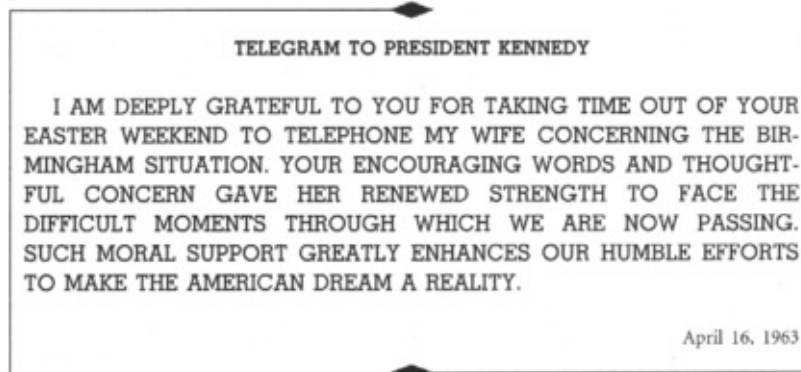 TELEGRAM TO PRESIDENT KENNEDY
I AM DEEPLY GRATEFUL TO YOU FOR TAKING TIME OUT OF YOUR
EASTER WEEKEND TO TELEPHONE MY WIFE CONCERNING THE BIR-
MINGHAM SITUATION. YOUR ENCOURAGING WORDS AND THOUGHT-
FUL CONCERN GAVE HER RENEWED STRENGTH TO FACE THE
DIFFICULT MOMENTS THROUGH WHICH WE ARE NOW PASSING.
SUCH MORAL SUPPORT GREATLY ENHANCES OUR HUMBLE EFFORTS
TO MAKE THE AMERICAN DREAM A REALITY.
April 16, 1963